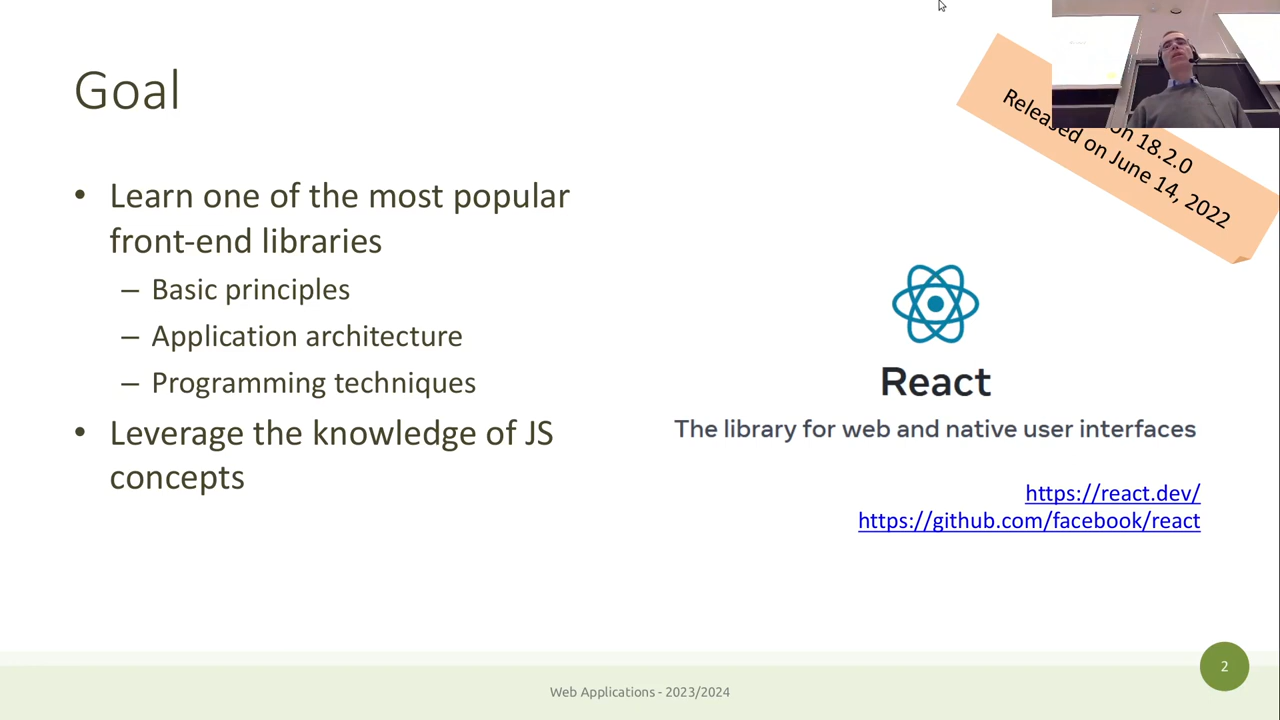 Goal
Released on June 14, 2022
on 18.2.0
• Learn one of the most popular
front-end libraries
– Basic principles
– Application architecture
– Programming techniques
• Leverage the knowledge of JS
concepts
React
The library for web and native user interfaces
https://react.dev/
https://github.com/facebook/react
Web Applications - 2023/2024
2